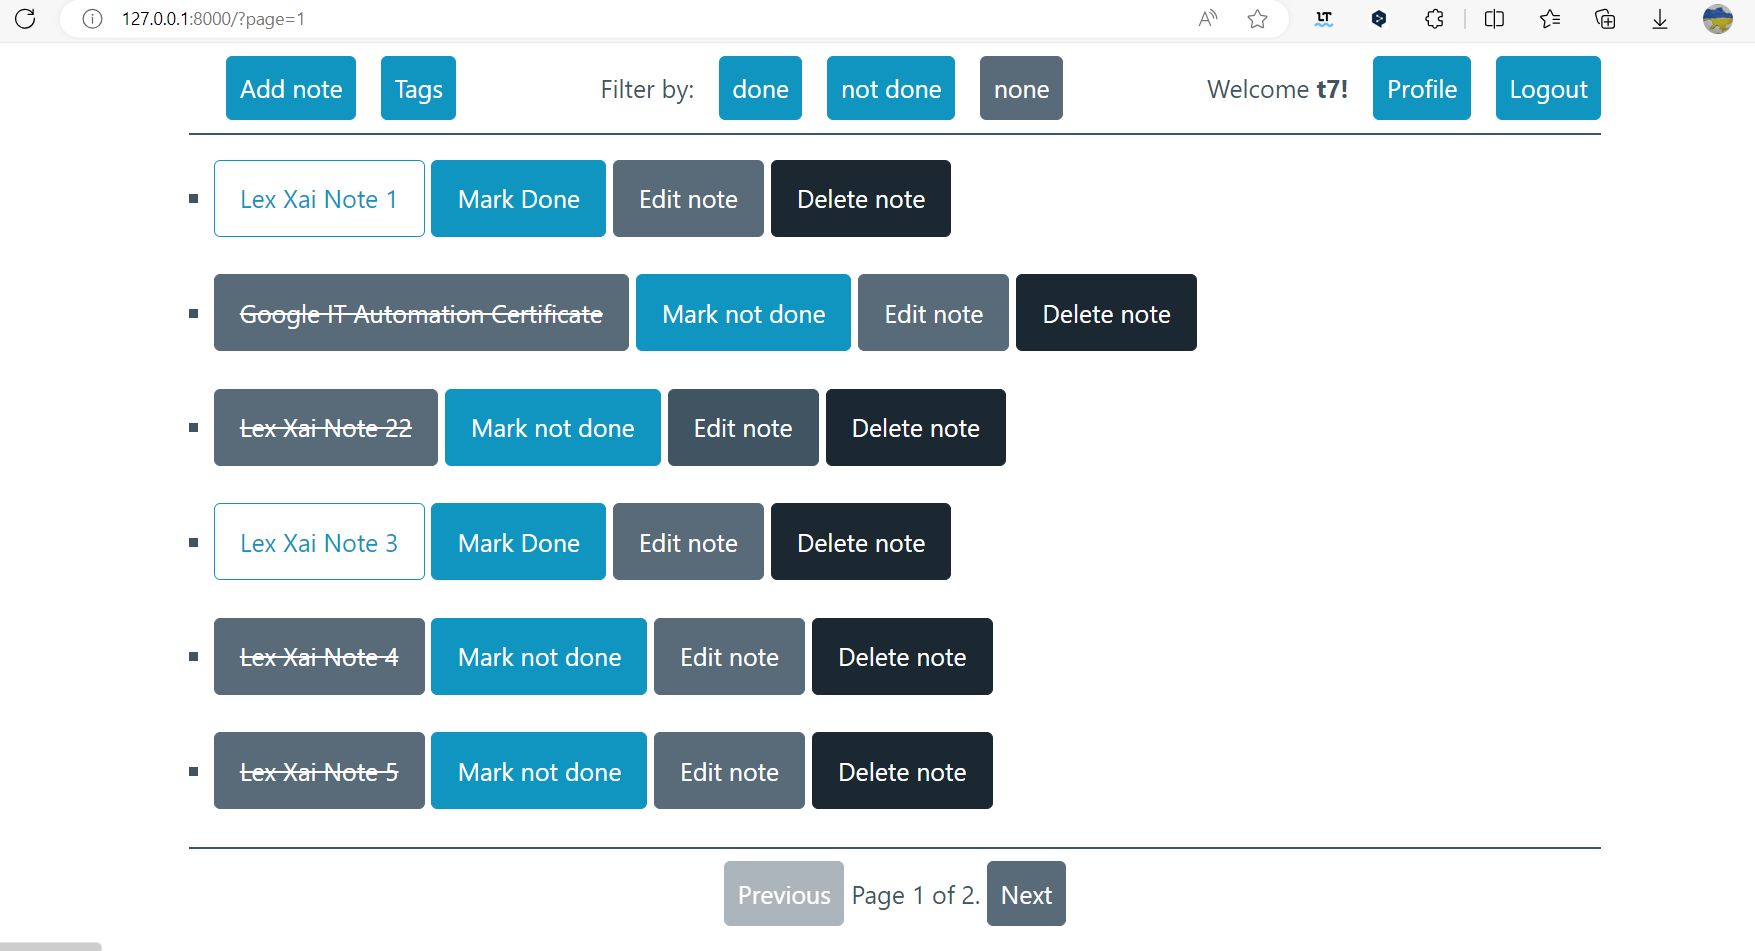 127.0.0.1:8000/?page=1
Add note Tags Filter by: done not done none Welcome t7! Profile Logout
Lex Xai Note 1 Mark Done Edit note Delete note
Google IT Automation Certificate Mark not done Edit note Delete note
Lex Xai Note 22 Mark not done Edit note Delete note
Lex Xai Note 3 Mark Done Edit note Delete note
Lex Xai Note 4 Mark not done Edit note Delete note
Lex Xai Note 5 Mark not done Edit note Delete note
Previous Page 1 of 2. Next